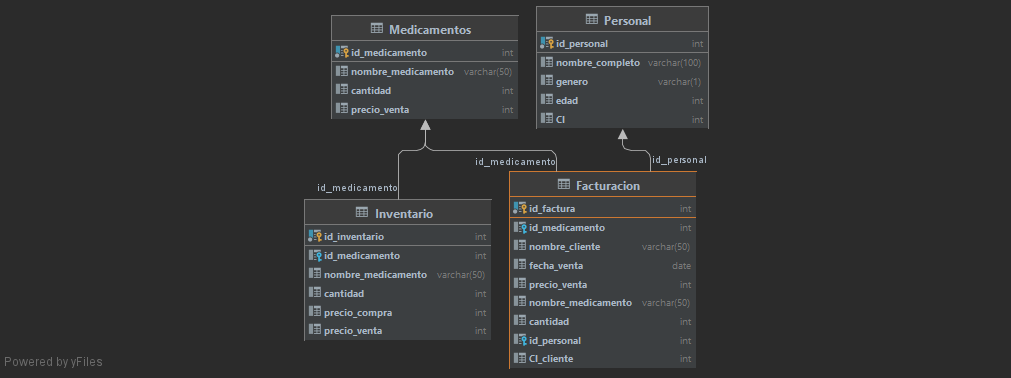 Medicamentos
id_medicamento int
nombre_medicamento varchar(50)
cantidad int
precio_venta int
Personal
id_personal int
nombre_completo varchar(100)
genero varchar(1)
edad int
CI int
id_medicamento
id_medicamento
id_personal
Inventario
id_inventario int
id_medicamento int
nombre_medicamento varchar(50)
cantidad int
precio_compra int
precio_venta int
Facturacion
id_factura int
id_medicamento int
nombre_cliente varchar(50)
fecha_venta date
precio_venta int
nombre_medicamento varchar(50)
cantidad int
id_personal int
CI_cliente int
Powered by yFiles